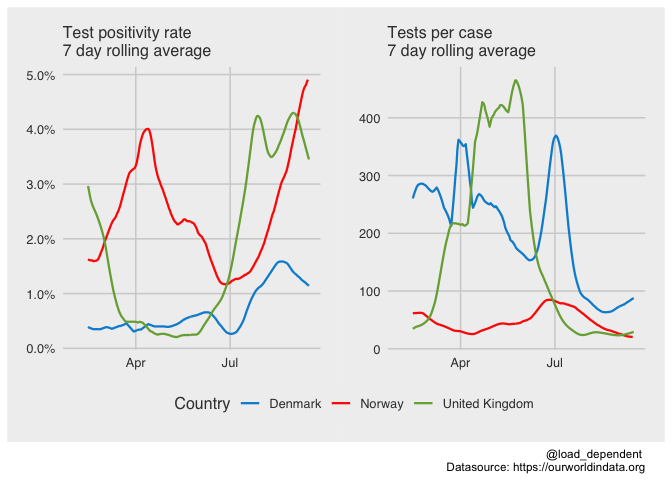 Test positivity rate
7 day rolling average
5.0%
4.0%
3.0%
2.0%
1.0%
0.0%
Apr
Jul
Tests per case
7 day rolling average
400
300
200
100
0
Apr
Jul
Country
Denmark
Norway
United Kingdom
@load_dependent
Datasource: https://ourworldindata.org